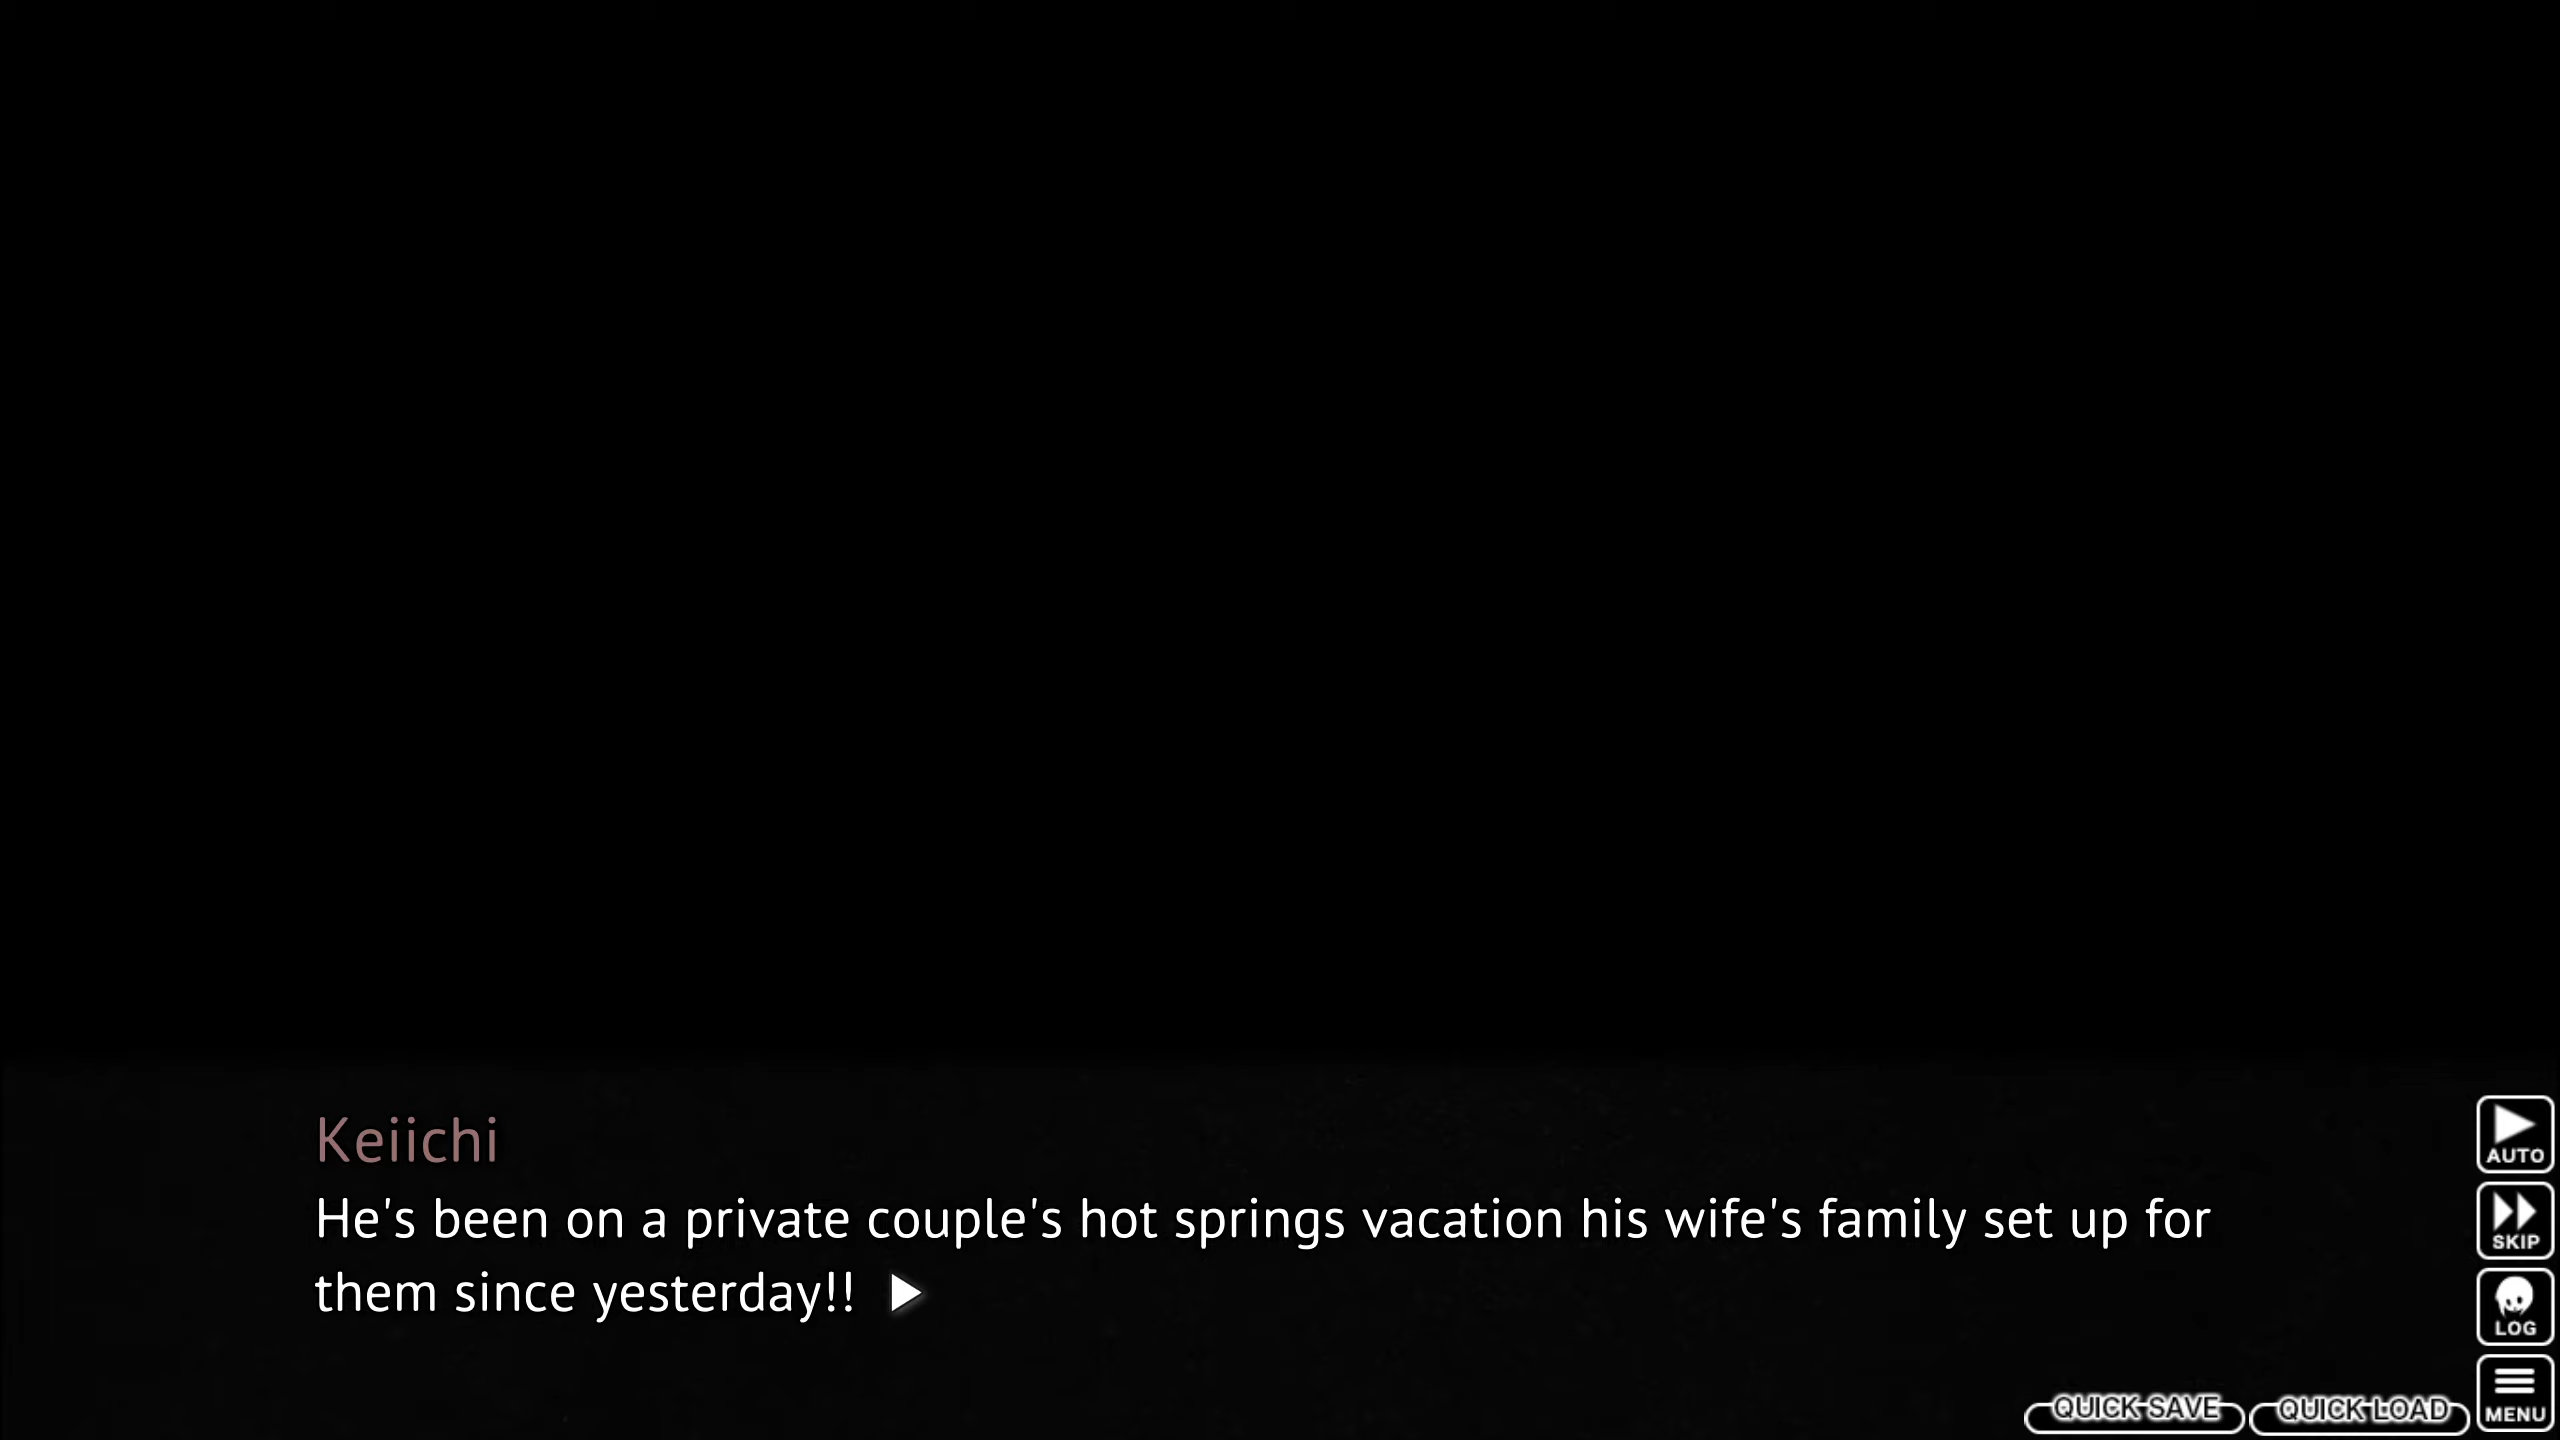 Keiichi
He's been on a private couple's hot springs vacation his wife's family set up for
them since yesterday!!
AUTO
SKIP
LOG
MENU
QUICK SAVE
QUICK LOAD